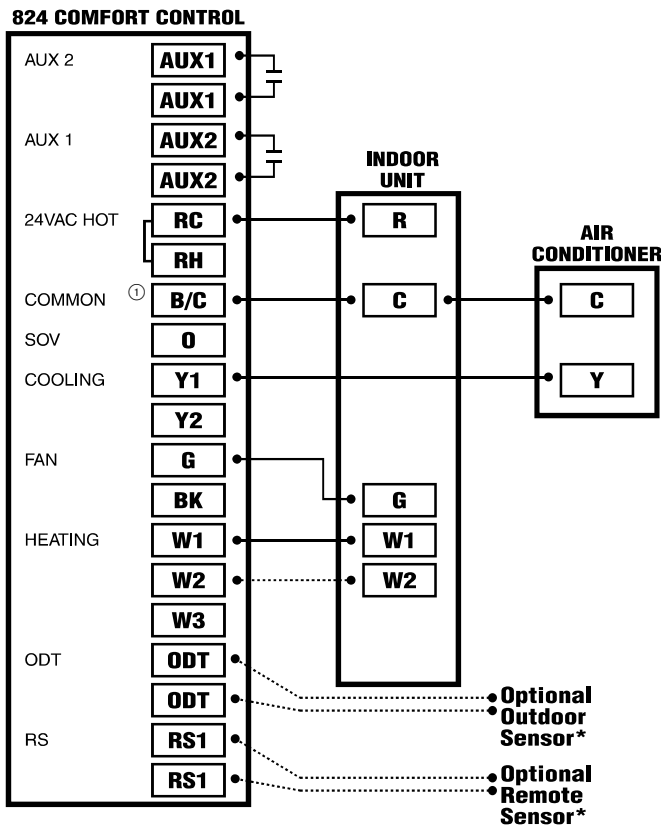 824 COMFORT CONTROL
AUX 2
AUX1
AUX1
AUX 1
AUX2
AUX2
INDOOR
UNIT
24VAC HOT
RC
R
RH
AIR
CONDITIONER
COMMON
①
B/C
C
C
SOV
O
COOLING
Y1
Y
Y2
FAN
G
BK
G
HEATING
W1
W1
W2
W2
W3
ODT
ODT
ODT
Optional
Outdoor
Sensor*
RS
RS1
RS1
Optional
Remote
Sensor*